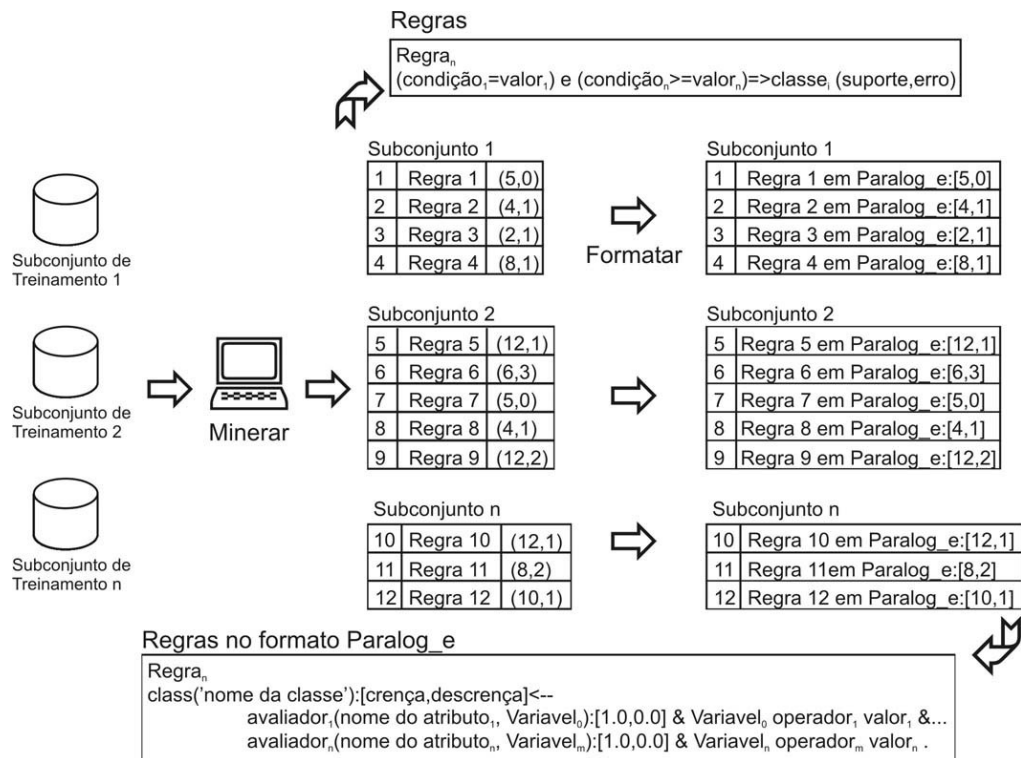 Regras
Regraₙ
(condição₁=valor₁) e (condiçãoₙ>=valorₙ)=>classeᵢ (suporte,erro)
Subconjunto de
Treinamento 1
Subconjunto de
Treinamento 2
Subconjunto de
Treinamento n
Minerar
Subconjunto 1
1 Regra 1 (5,0)
2 Regra 2 (4,1)
3 Regra 3 (2,1)
4 Regra 4 (8,1)
Subconjunto 2
5 Regra 5 (12,1)
6 Regra 6 (6,3)
7 Regra 7 (5,0)
8 Regra 8 (4,1)
9 Regra 9 (12,2)
Subconjunto n
10 Regra 10 (12,1)
11 Regra 11 (8,2)
12 Regra 12 (10,1)
Formatar
Subconjunto 1
1 Regra 1 em Paralog_e:[5,0]
2 Regra 2 em Paralog_e:[4,1]
3 Regra 3 em Paralog_e:[2,1]
4 Regra 4 em Paralog_e:[8,1]
Subconjunto 2
5 Regra 5 em Paralog_e:[12,1]
6 Regra 6 em Paralog_e:[6,3]
7 Regra 7 em Paralog_e:[5,0]
8 Regra 8 em Paralog_e:[4,1]
9 Regra 9 em Paralog_e:[12,2]
Subconjunto n
10 Regra 10 em Paralog_e:[12,1]
11 Regra 11em Paralog_e:[8,2]
12 Regra 12 em Paralog_e:[10,1]
Regras no formato Paralog_e
Regraₙ
class('nome da classe'):[crença,descrença]<--
avaliador₁(nome do atributo₁, Variavel₀):[1.0,0.0] & Variavel₀ operador₁ valor₁ &...
avaliadorₙ(nome do atributoₙ, Variavelₘ):[1.0,0.0] & Variavelₙ operadorₘ valorₙ .